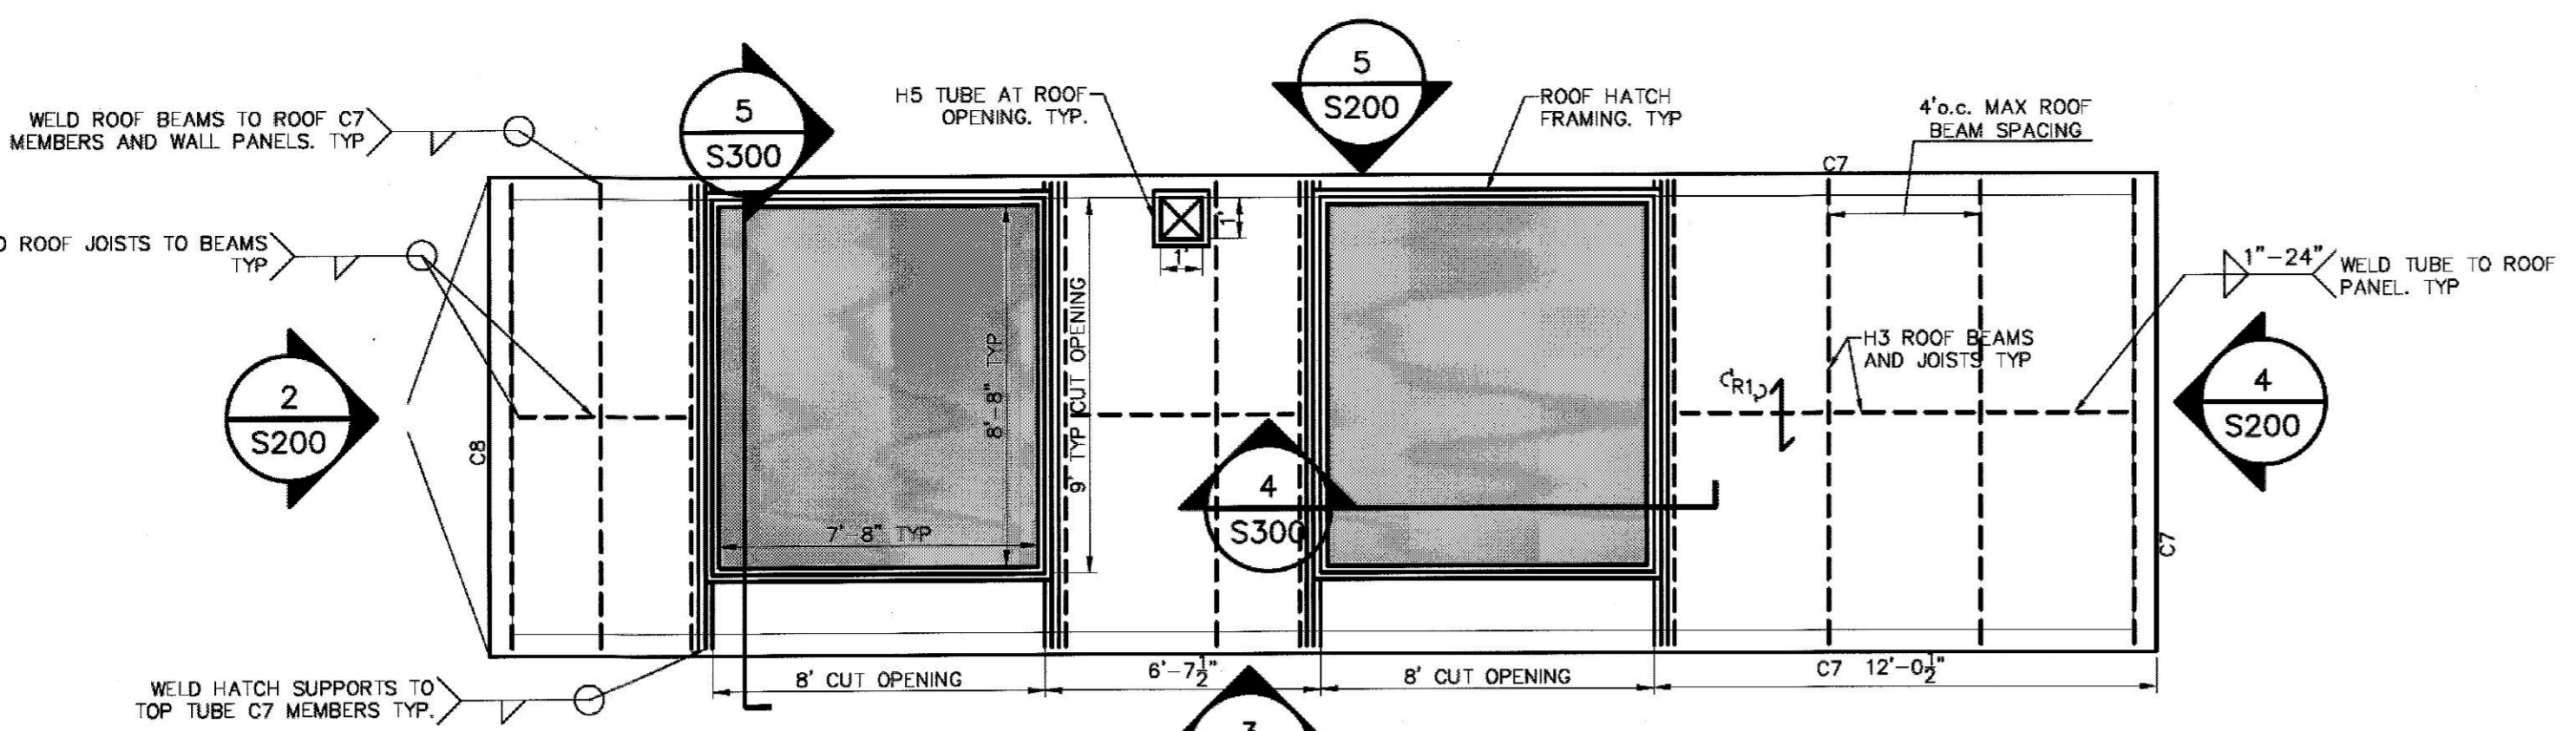 5
S300
5
S200
WELD ROOF BEAMS TO ROOF C7
MEMBERS AND WALL PANELS. TYP
H5 TUBE AT ROOF
OPENING. TYP.
ROOF HATCH
FRAMING. TYP
4'o.c. MAX ROOF
BEAM SPACING
C7
ROOF JOISTS TO BEAMS
TYP
1'
1'
1"-24"
WELD TUBE TO ROOF
PANEL. TYP
9' TYP CUT OPENING
8'-8" TYP
H3 ROOF BEAMS
AND JOISTS TYP
R1
2
S200
4
S200
C8
4
S300
7'-8" TYP
C7
8' CUT OPENING
6'-7½"
8' CUT OPENING
C7 12'-0½"
WELD HATCH SUPPORTS TO
TOP TUBE C7 MEMBERS TYP.